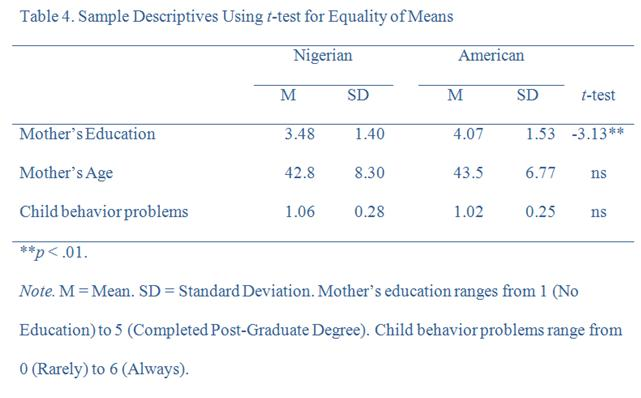 Table 4. Sample Descriptives Using t-test for Equality of Means
Nigerian American
M SD M SD t-test
Mother's Education 3.48 1.40 4.07 1.53 -3.13**
Mother's Age 42.8 8.30 43.5 6.77 ns
Child behavior problems 1.06 0.28 1.02 0.25 ns
**p < .01.
Note. M = Mean. SD = Standard Deviation. Mother's education ranges from 1 (No
Education) to 5 (Completed Post-Graduate Degree). Child behavior problems range from
0 (Rarely) to 6 (Always).